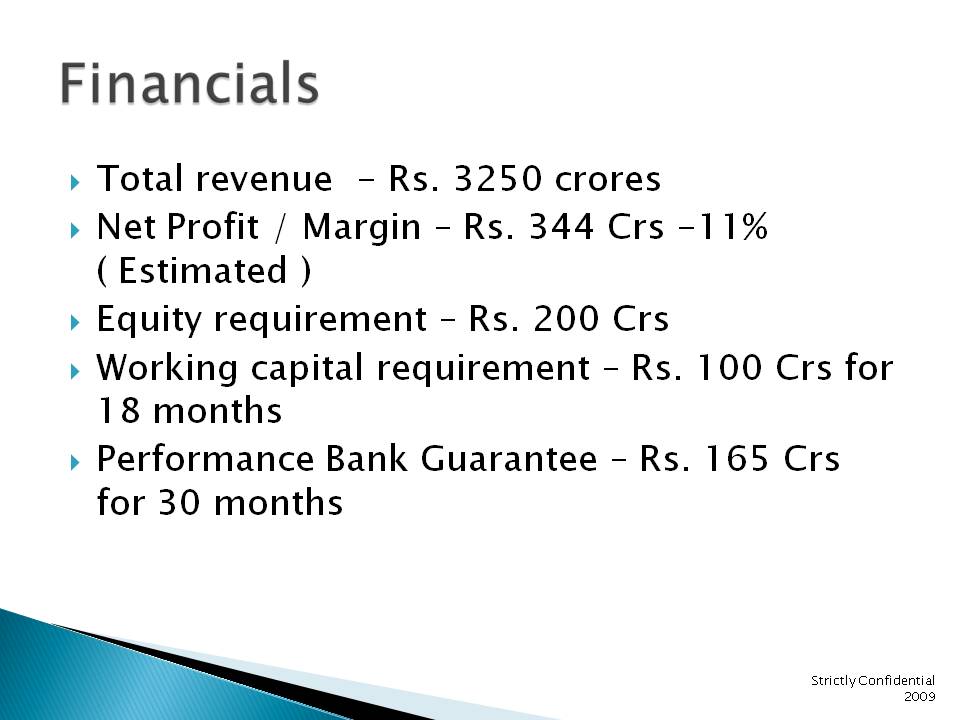 Financials
Total revenue – Rs. 3250 crores
Net Profit / Margin – Rs. 344 Crs -11%
( Estimated )
Equity requirement – Rs. 200 Crs
Working capital requirement – Rs. 100 Crs for
18 months
Performance Bank Guarantee – Rs. 165 Crs
for 30 months
Strictly Confidential
2009